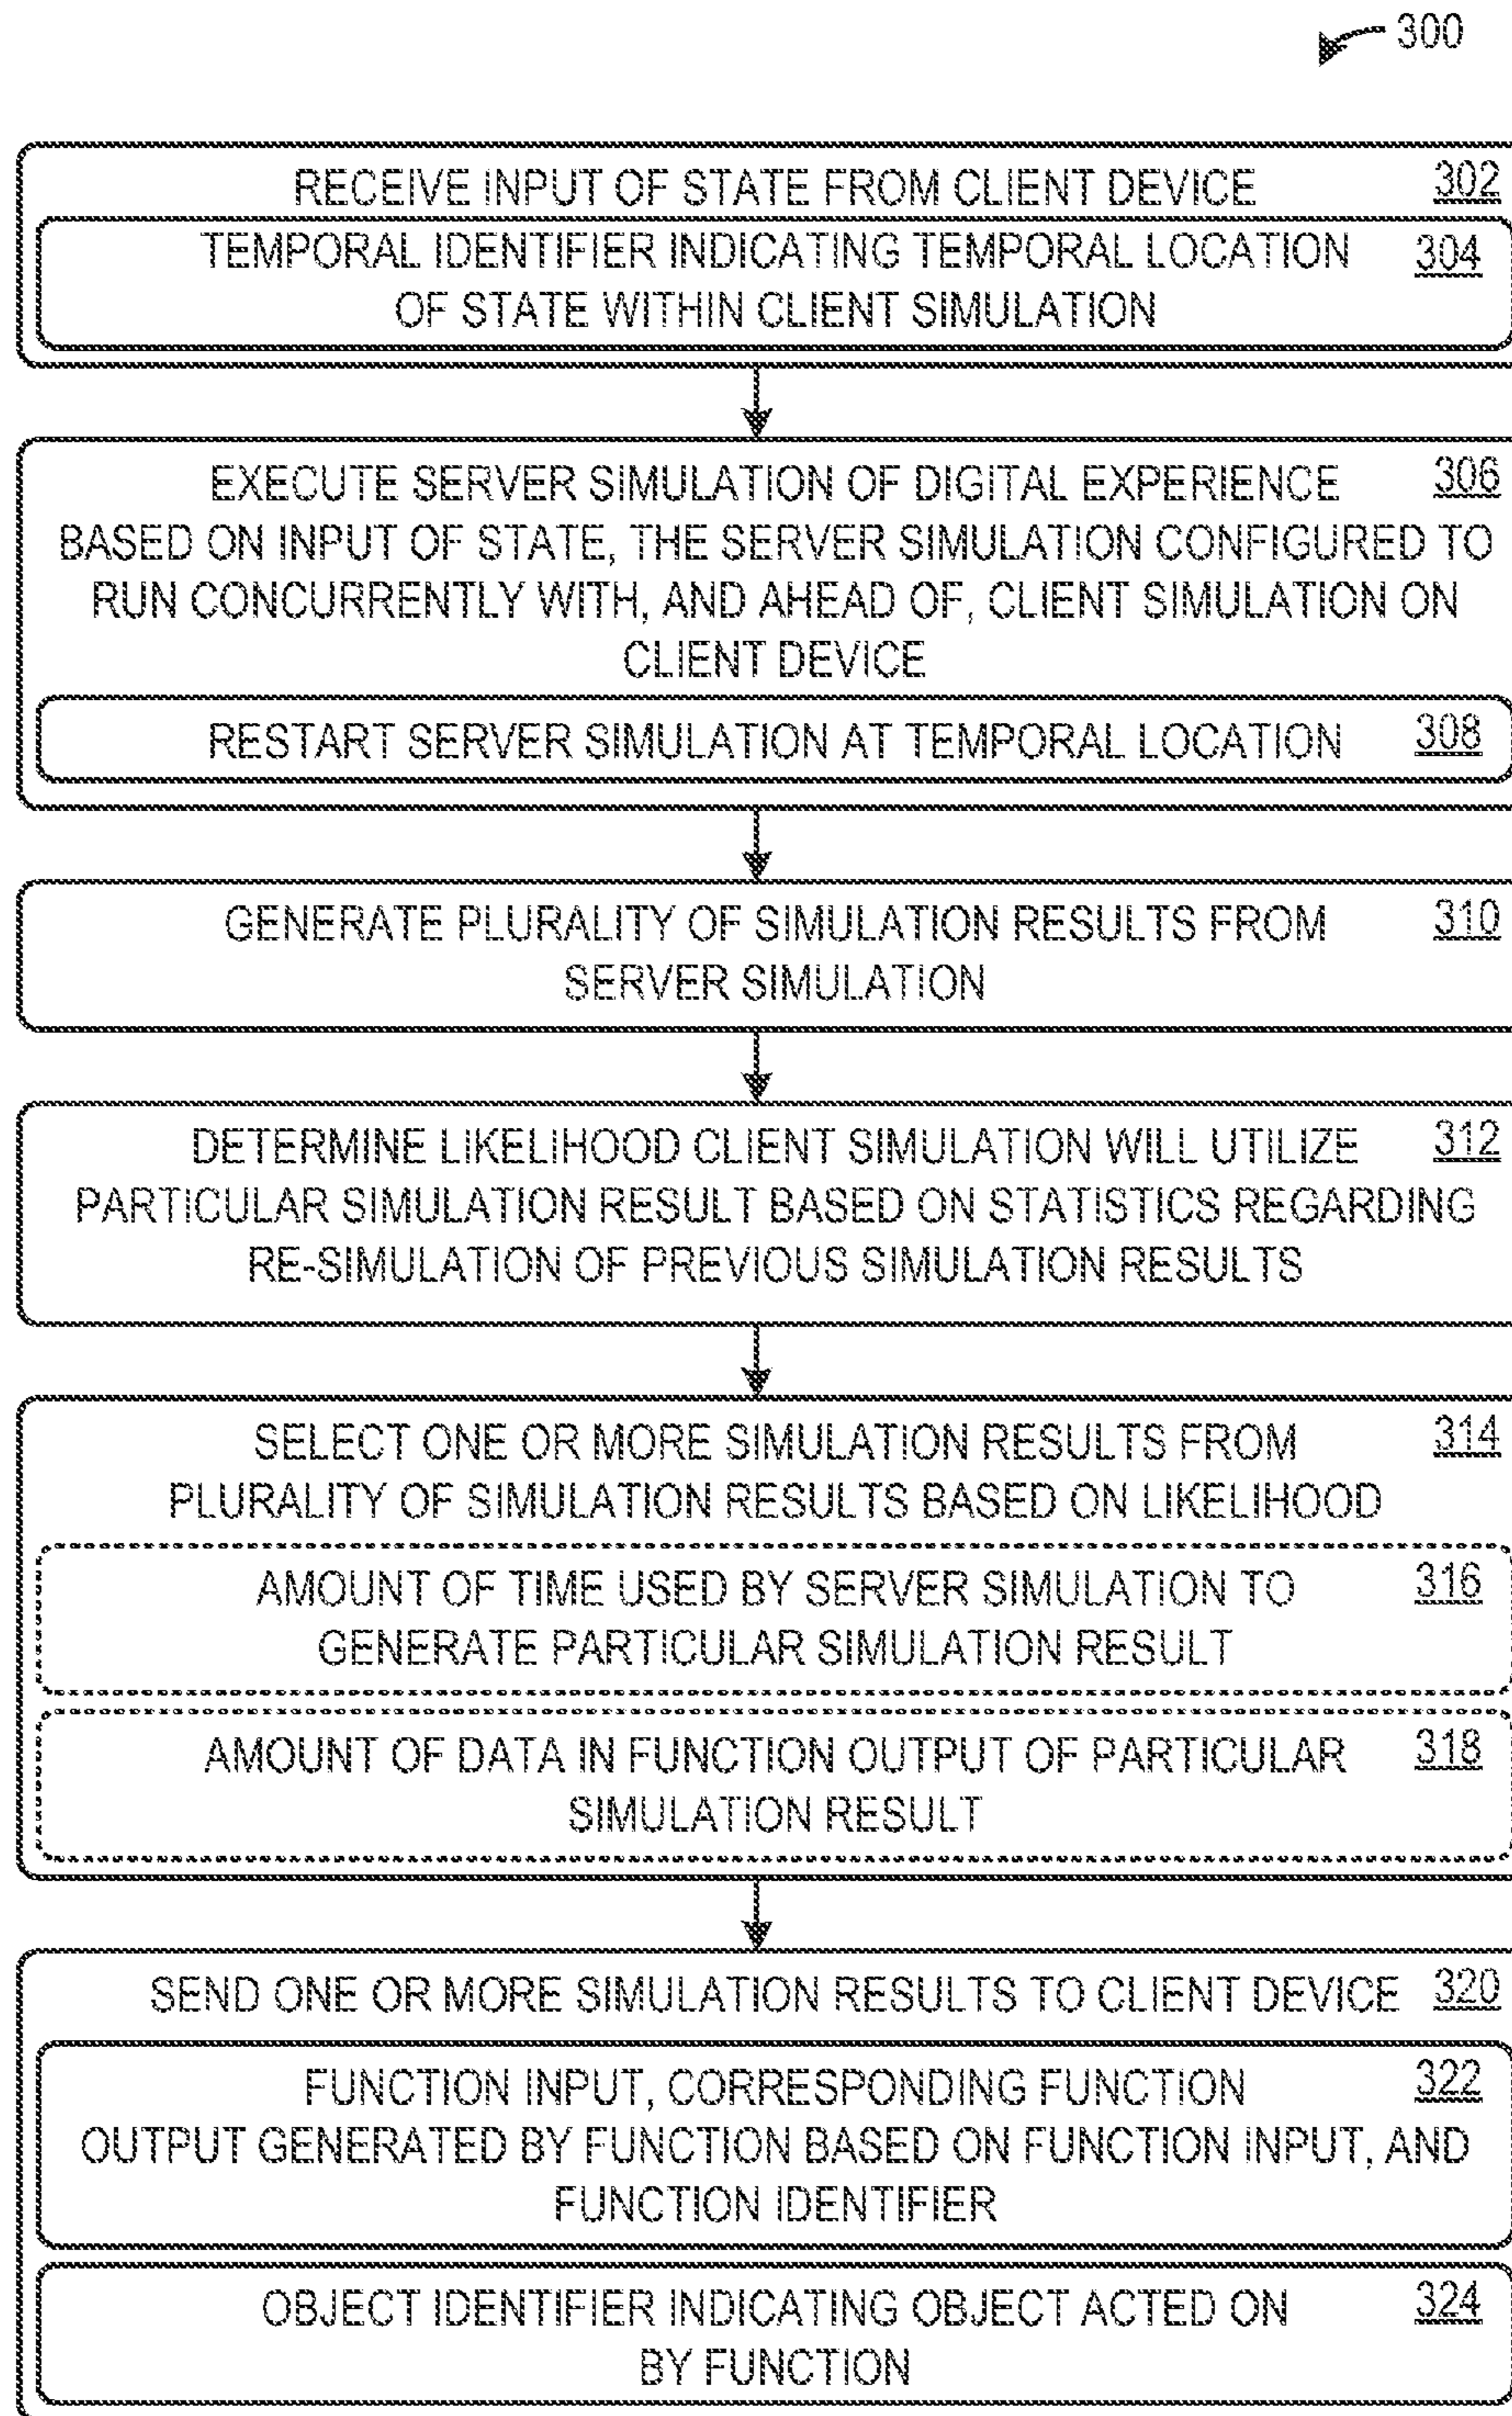 300
RECEIVE INPUT OF STATE FROM CLIENT DEVICE 302
TEMPORAL IDENTIFIER INDICATING TEMPORAL LOCATION 304
OF STATE WITHIN CLIENT SIMULATION
EXECUTE SERVER SIMULATION OF DIGITAL EXPERIENCE 306
BASED ON INPUT OF STATE, THE SERVER SIMULATION CONFIGURED TO
RUN CONCURRENTLY WITH, AND AHEAD OF, CLIENT SIMULATION ON
CLIENT DEVICE
RESTART SERVER SIMULATION AT TEMPORAL LOCATION 308
GENERATE PLURALITY OF SIMULATION RESULTS FROM 310
SERVER SIMULATION
DETERMINE LIKELIHOOD CLIENT SIMULATION WILL UTILIZE 312
PARTICULAR SIMULATION RESULT BASED ON STATISTICS REGARDING
RE-SIMULATION OF PREVIOUS SIMULATION RESULTS
SELECT ONE OR MORE SIMULATION RESULTS FROM 314
PLURALITY OF SIMULATION RESULTS BASED ON LIKELIHOOD
AMOUNT OF TIME USED BY SERVER SIMULATION TO 316
GENERATE PARTICULAR SIMULATION RESULT
AMOUNT OF DATA IN FUNCTION OUTPUT OF PARTICULAR 318
SIMULATION RESULT
SEND ONE OR MORE SIMULATION RESULTS TO CLIENT DEVICE 320
FUNCTION INPUT, CORRESPONDING FUNCTION 322
OUTPUT GENERATED BY FUNCTION BASED ON FUNCTION INPUT, AND
FUNCTION IDENTIFIER
OBJECT IDENTIFIER INDICATING OBJECT ACTED ON 324
BY FUNCTION